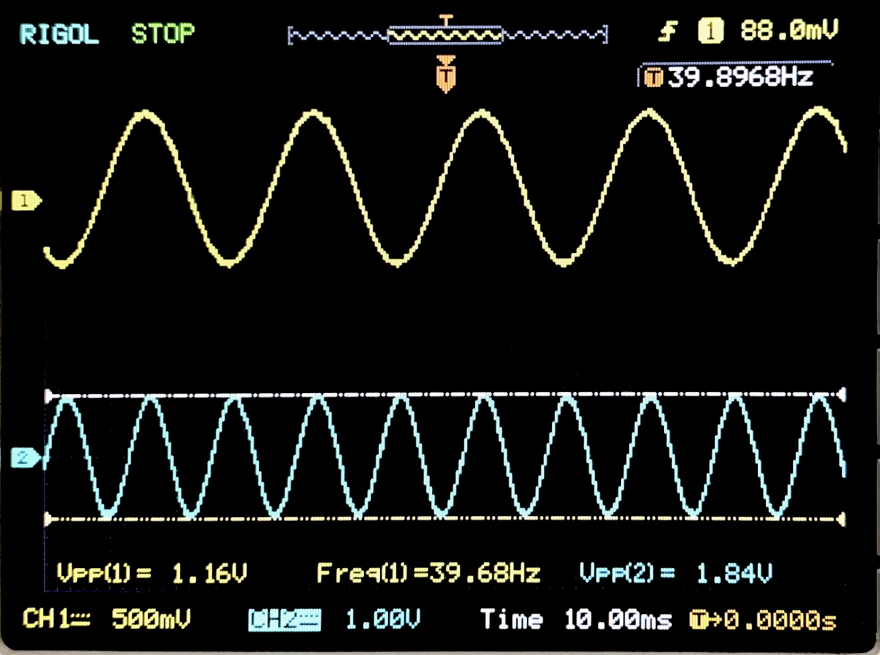 RIGOL STOP T 1 88.0mV
T T 39.8968Hz
1
2
Vpp(1)= 1.16V Freq(1)=39.68Hz Vpp(2)= 1.84V
CH1 500mV CH2 1.00V Time 10.00ms T→0.0000s